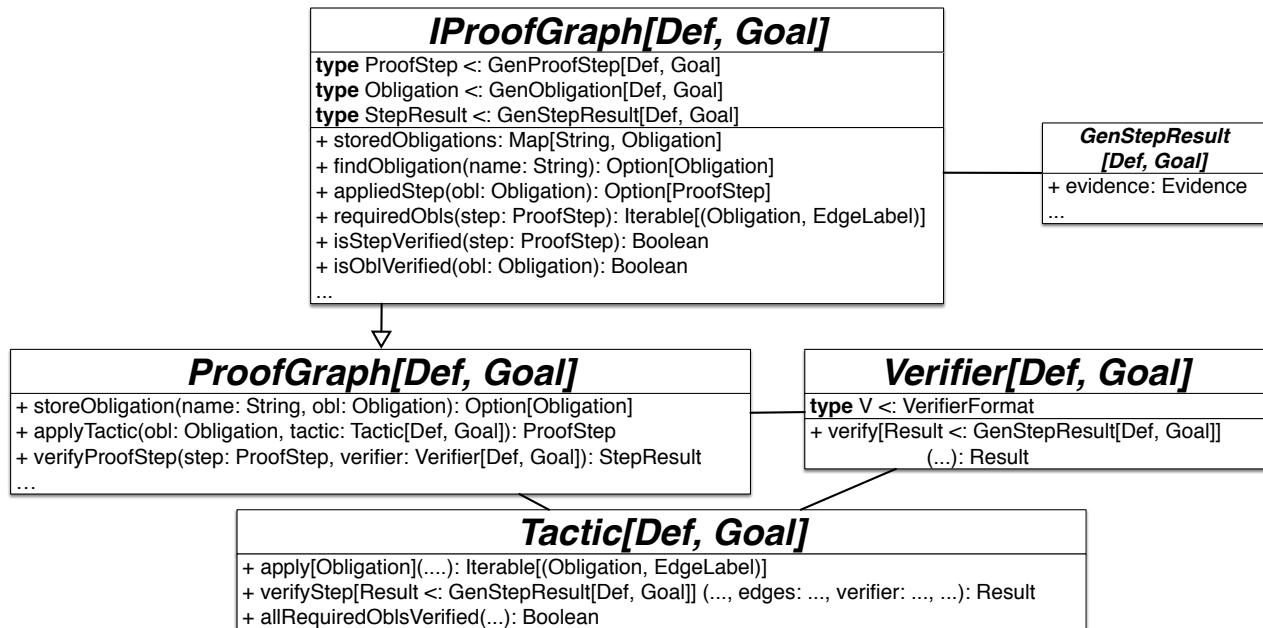 IProofGraph[Def, Goal]
type ProofStep <: GenProofStep[Def, Goal]
type Obligation <: GenObligation[Def, Goal]
type StepResult <: GenStepResult[Def, Goal]
+ storedObligations: Map[String, Obligation]
+ findObligation(name: String): Option[Obligation]
+ appliedStep(obl: Obligation): Option[ProofStep]
+ requiredObls(step: ProofStep): Iterable[(Obligation, EdgeLabel)]
+ isStepVerified(step: ProofStep): Boolean
+ isOblVerified(obl: Obligation): Boolean
...
GenStepResult
[Def, Goal]
+ evidence: Evidence
...
ProofGraph[Def, Goal]
+ storeObligation(name: String, obl: Obligation): Option[Obligation]
+ applyTactic(obl: Obligation, tactic: Tactic[Def, Goal]): ProofStep
+ verifyProofStep(step: ProofStep, verifier: Verifier[Def, Goal]): StepResult
...
Verifier[Def, Goal]
type V <: VerifierFormat
+ verify[Result <: GenStepResult[Def, Goal]]
(...): Result
Tactic[Def, Goal]
+ apply[Obligation](....): Iterable[(Obligation, EdgeLabel)]
+ verifyStep[Result <: GenStepResult[Def, Goal]] (..., edges: ..., verifier: ..., ...): Result
+ allRequiredOblsVerified(...): Boolean